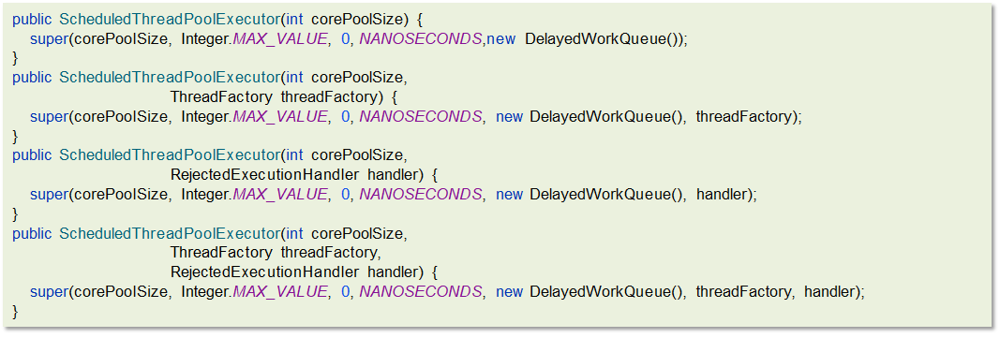 public ScheduledThreadPoolExecutor(int corePoolSize) {
super(corePoolSize, Integer.MAX_VALUE, 0, NANOSECONDS,new DelayedWorkQueue());
}
public ScheduledThreadPoolExecutor(int corePoolSize,
ThreadFactory threadFactory) {
super(corePoolSize, Integer.MAX_VALUE, 0, NANOSECONDS, new DelayedWorkQueue(), threadFactory);
}
public ScheduledThreadPoolExecutor(int corePoolSize,
RejectedExecutionHandler handler) {
super(corePoolSize, Integer.MAX_VALUE, 0, NANOSECONDS, new DelayedWorkQueue(), handler);
}
public ScheduledThreadPoolExecutor(int corePoolSize,
ThreadFactory threadFactory,
RejectedExecutionHandler handler) {
super(corePoolSize, Integer.MAX_VALUE, 0, NANOSECONDS, new DelayedWorkQueue(), threadFactory, handler);
}